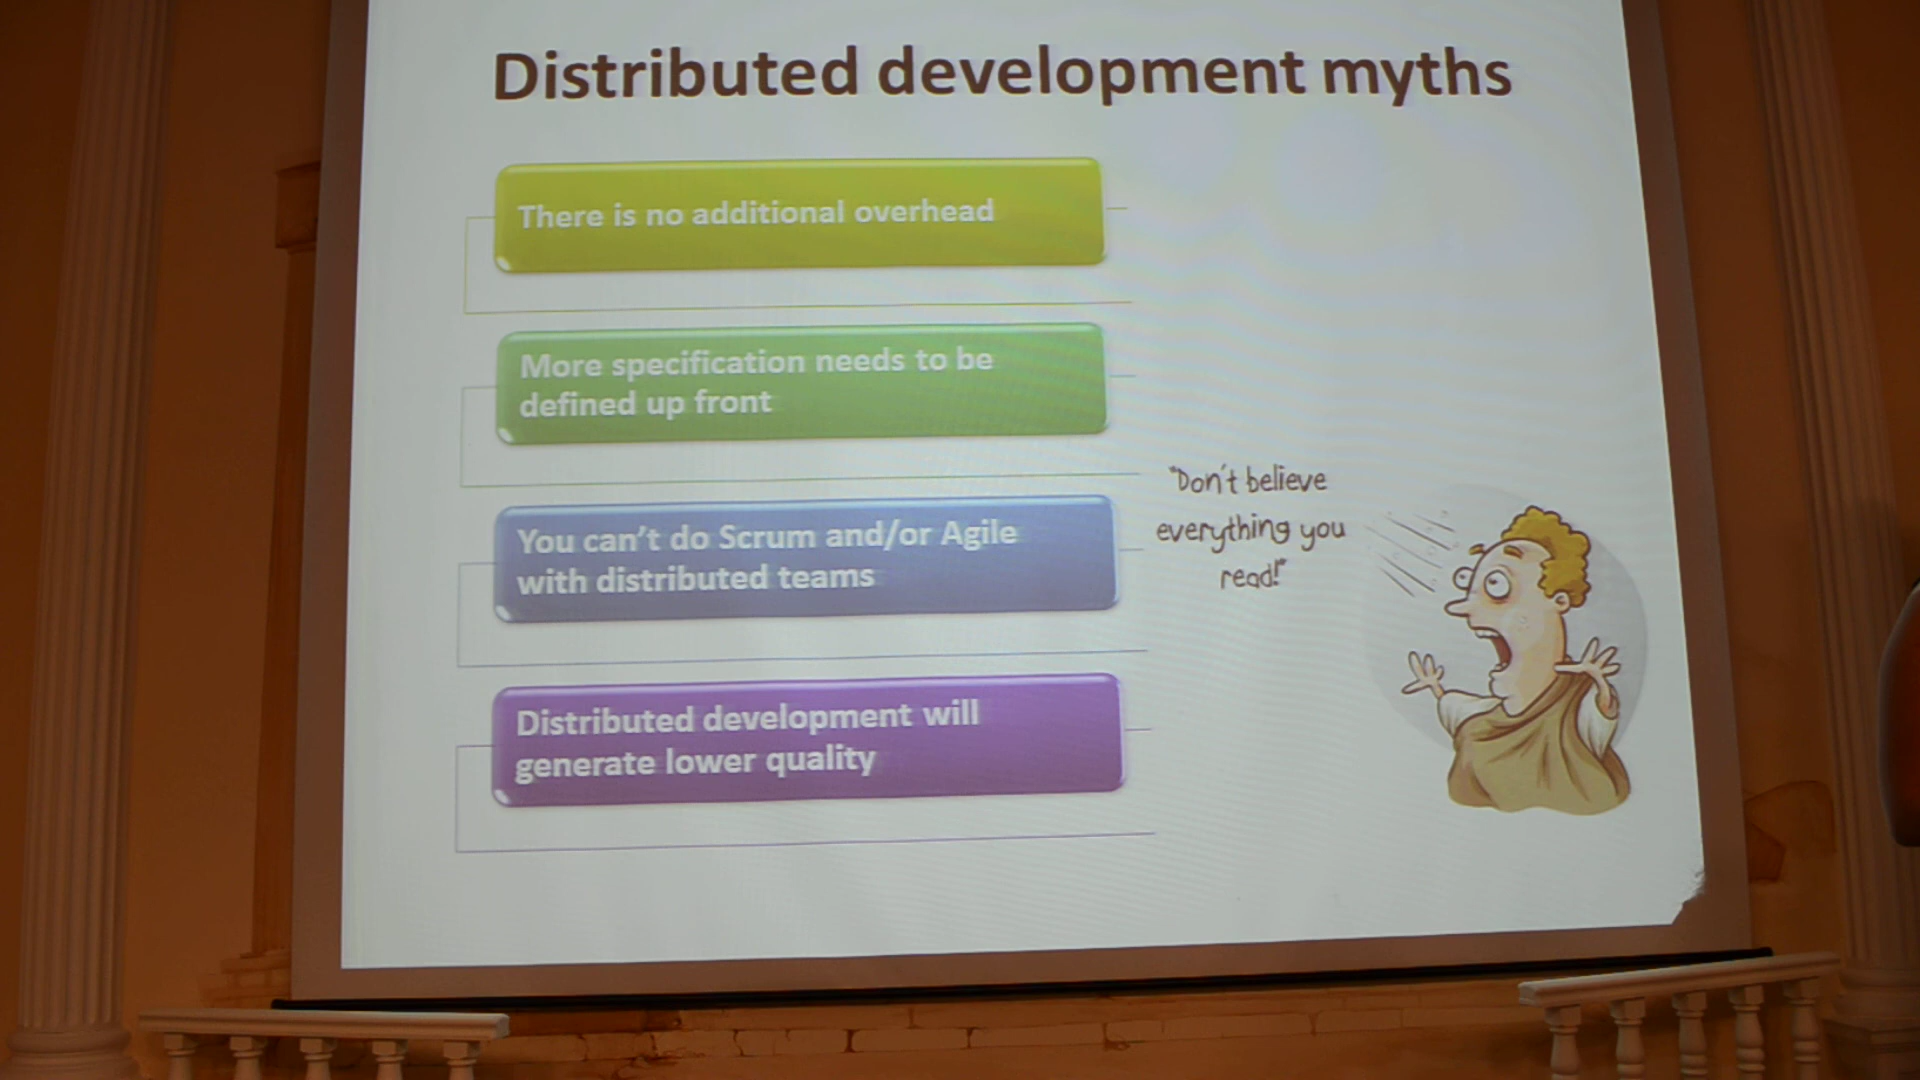 Distributed development myths
There is no additional overhead
More specification needs to be
defined up front
You can't do Scrum and/or Agile
with distributed teams
Distributed development will
generate lower quality
"Don't believe
everything you
read!"